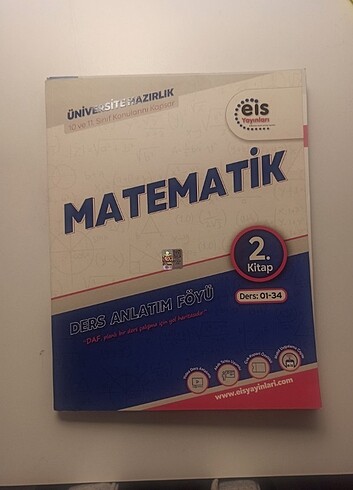 ÜNİVERSİTE HAZIRLIK
10 ve 11. Sınıf Konularını Kapsar
eis
Yayınları
MATEMATİK
2.
Kitap
Ders: 01-34
DERS ANLATIM FÖYÜ
www.eisyayinlari.com